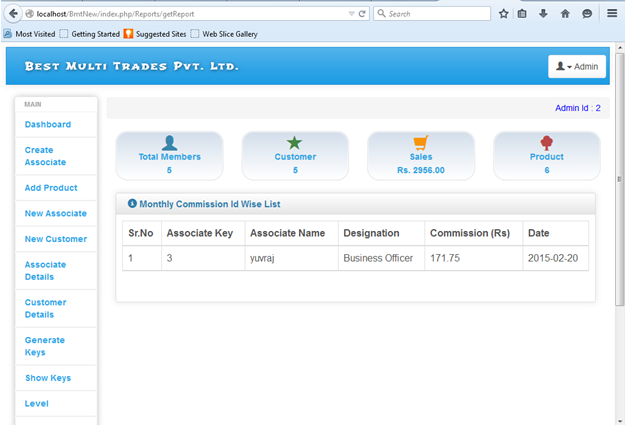 localhost/BmtNew/index.php/Reports/getReport
Search
Most Visited Getting Started Suggested Sites Web Slice Gallery
Best Multi Trades Pvt. Ltd.
Admin
MAIN
Dashboard
Create
Associate
Add Product
New Associate
New Customer
Associate
Details
Customer
Details
Generate
Keys
Show Keys
Level
Admin Id : 2
Total Members
5
Customer
5
Sales
Rs. 2956.00
Product
6
Monthly Commission Id Wise List
Sr.No Associate Key Associate Name Designation Commission (Rs) Date
1 3 yuvraj Business Officer 171.75 2015-02-20